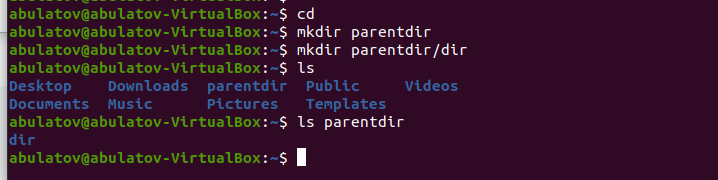 abulatov@abulatov-VirtualBox:~$ cd
abulatov@abulatov-VirtualBox:~$ mkdir parentdir
abulatov@abulatov-VirtualBox:~$ mkdir parentdir/dir
abulatov@abulatov-VirtualBox:~$ ls
Desktop    Downloads  parentdir  Public     Videos
Documents  Music      Pictures   Templates
abulatov@abulatov-VirtualBox:~$ ls parentdir
dir
abulatov@abulatov-VirtualBox:~$